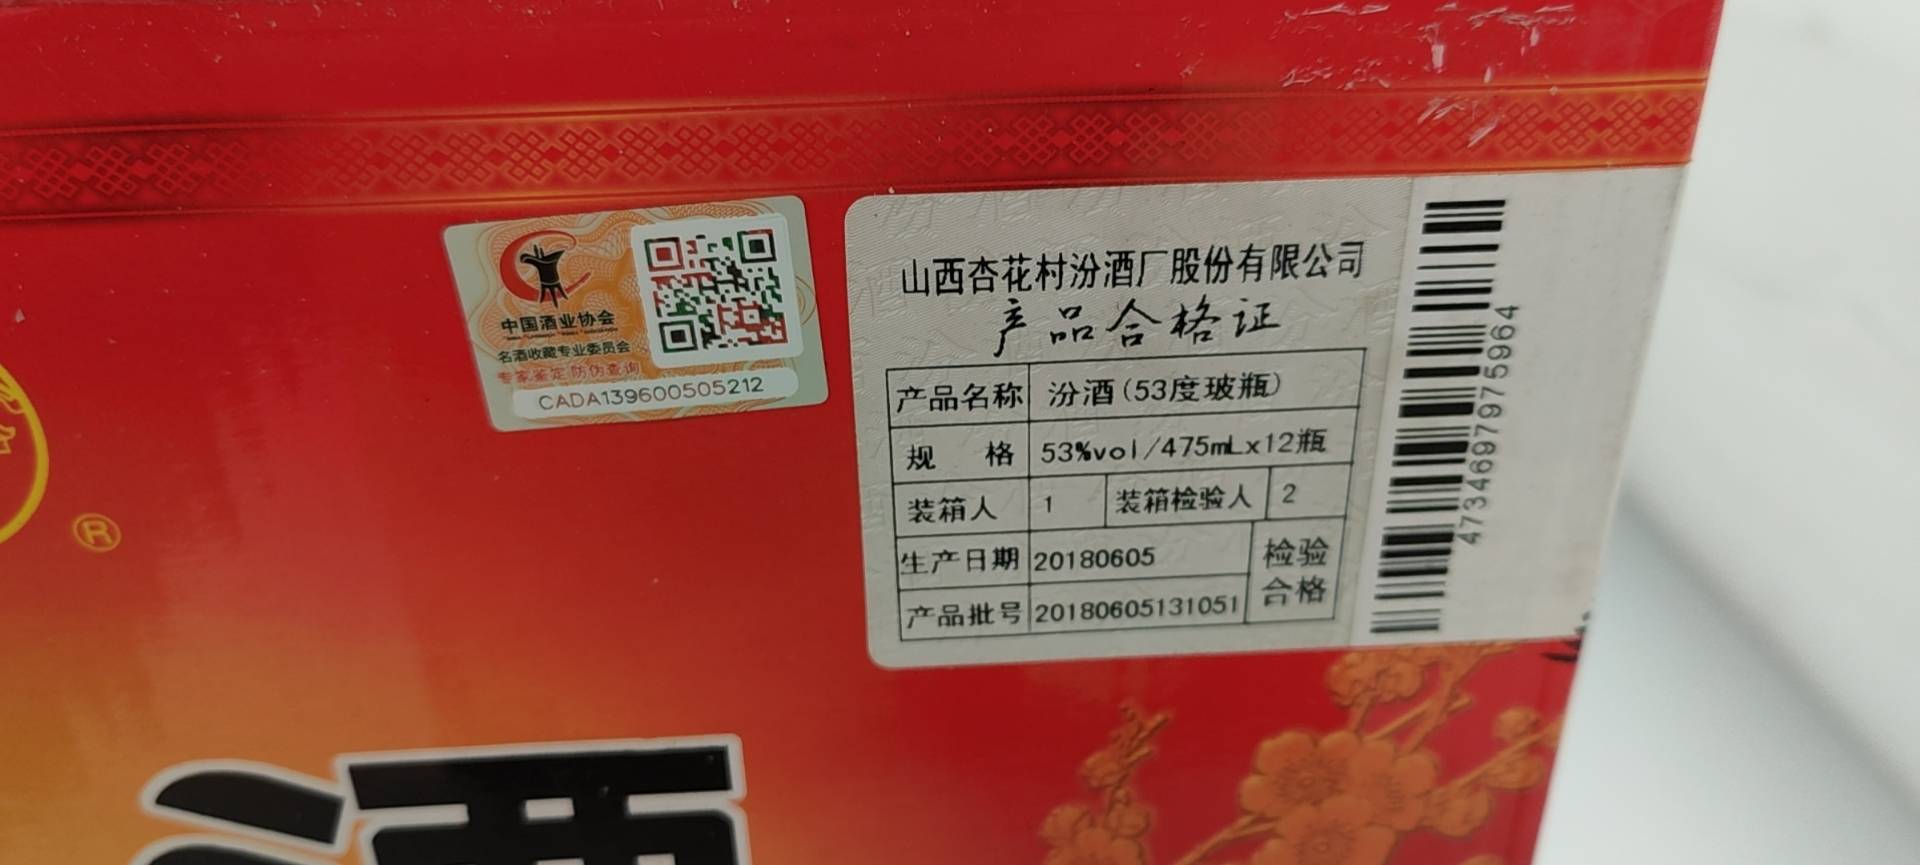 中国酒业协会
名酒收藏专业委员会
专家鉴定 防伪查询
CADA139600505212
山西杏花村汾酒厂股份有限公司
产品合格证
产品名称 汾酒(53度玻瓶)
规 格 53%vol/475mLx12瓶
装箱人 1 装箱检验人 2
生产日期 20180605 检验
产品批号 20180605131051 合格
4734697975964
®
酒